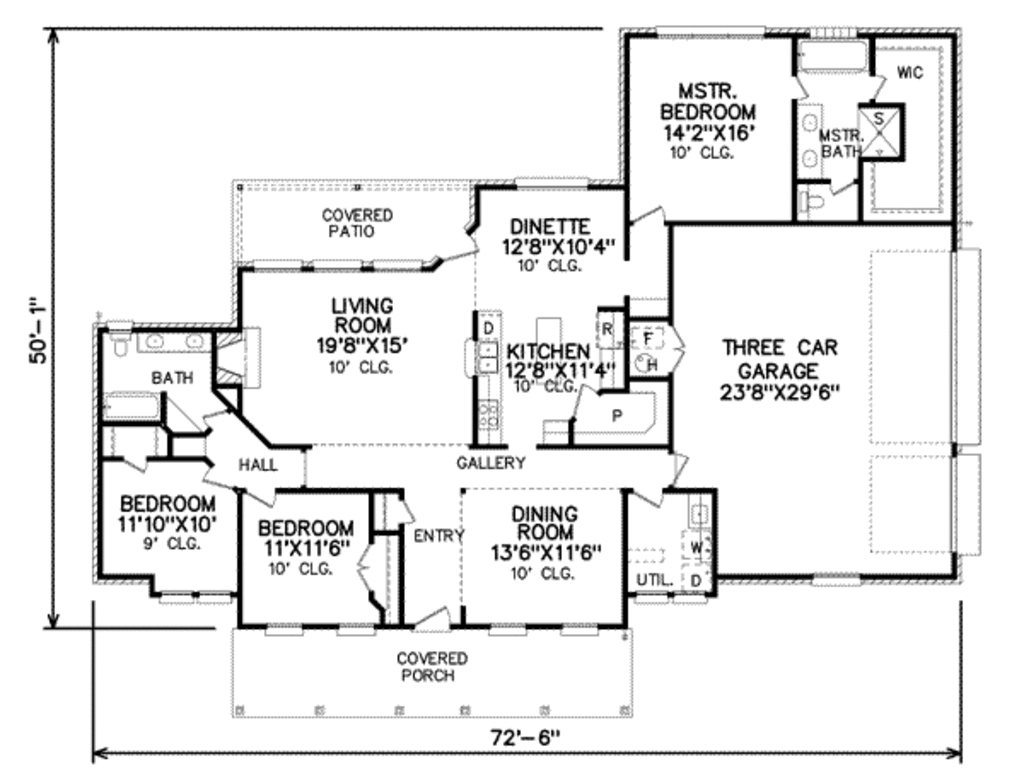 WIC
MSTR.
BEDROOM
14'2"X16'
10' CLG.
S
MSTR.
BATH
COVERED
PATIO
DINETTE
12'8"X10'4"
10' CLG.
50'-1"
LIVING
ROOM
19'8"X15'
10' CLG.
D
R
KITCHEN
12'8"X11'4"
10' CLG.
F
H
THREE CAR
GARAGE
23'8"X29'6"
BATH
P
HALL
GALLERY
BEDROOM
11'10"X10'
9' CLG.
BEDROOM
11'X11'6"
10' CLG.
ENTRY
DINING
ROOM
13'6"X11'6"
10' CLG.
W
UTIL.
D
COVERED
PORCH
72'-6"